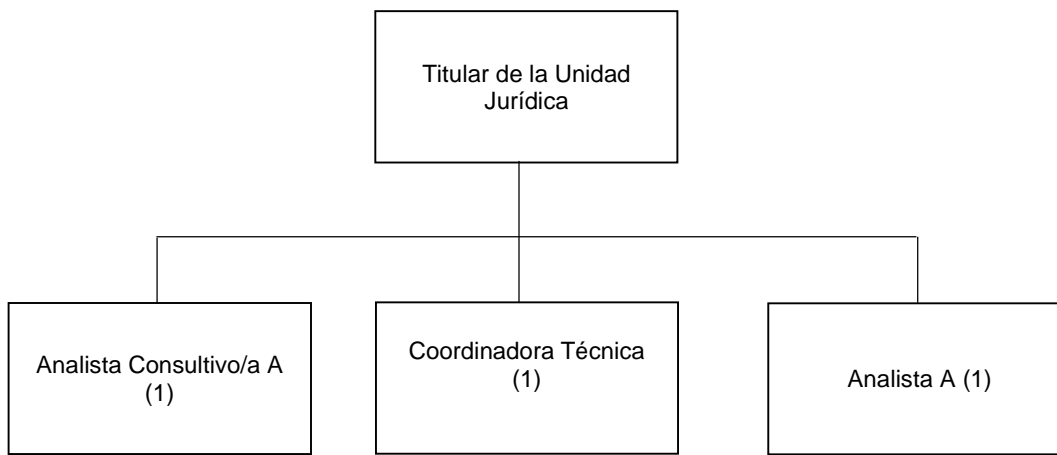 Titular de la Unidad
Jurídica
Analista Consultivo/a A
(1)
Coordinadora Técnica
(1)
Analista A (1)